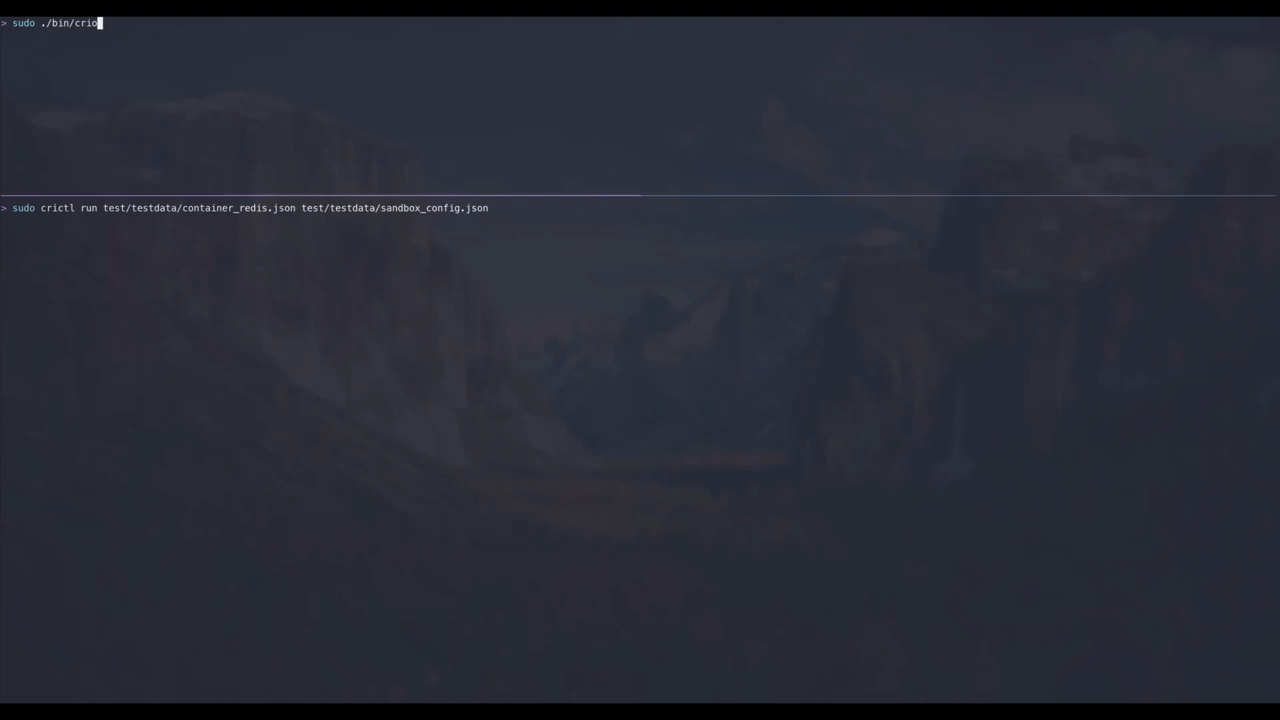 > sudo ./bin/crio
> sudo crictl run test/testdata/container_redis.json test/testdata/sandbox_config.json